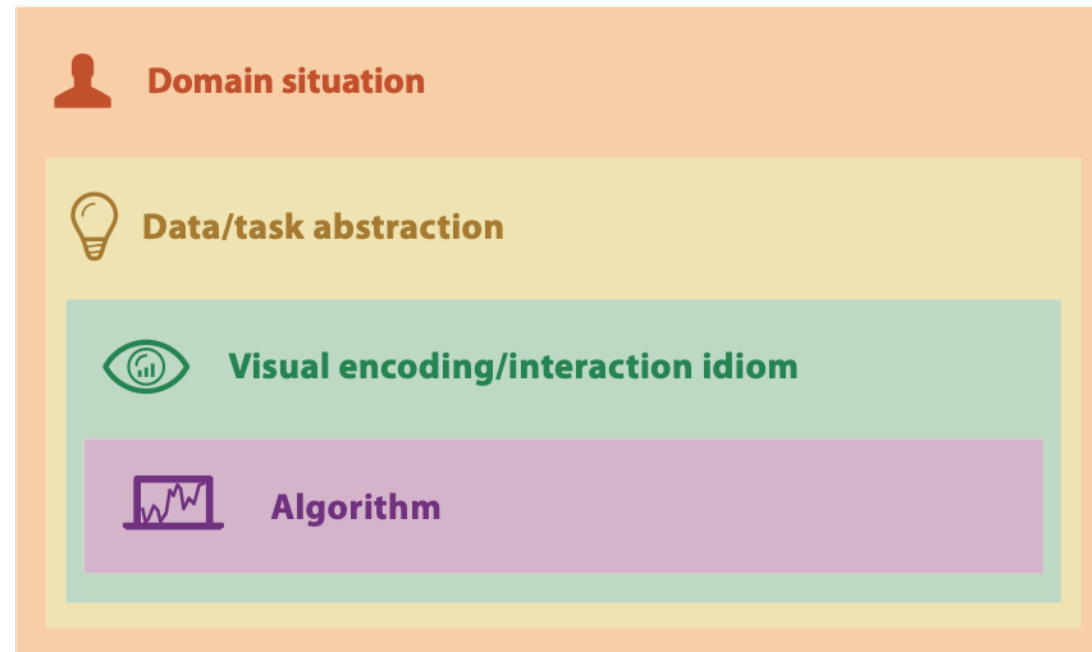 Domain situation
Data/task abstraction
Visual encoding/interaction idiom
Algorithm